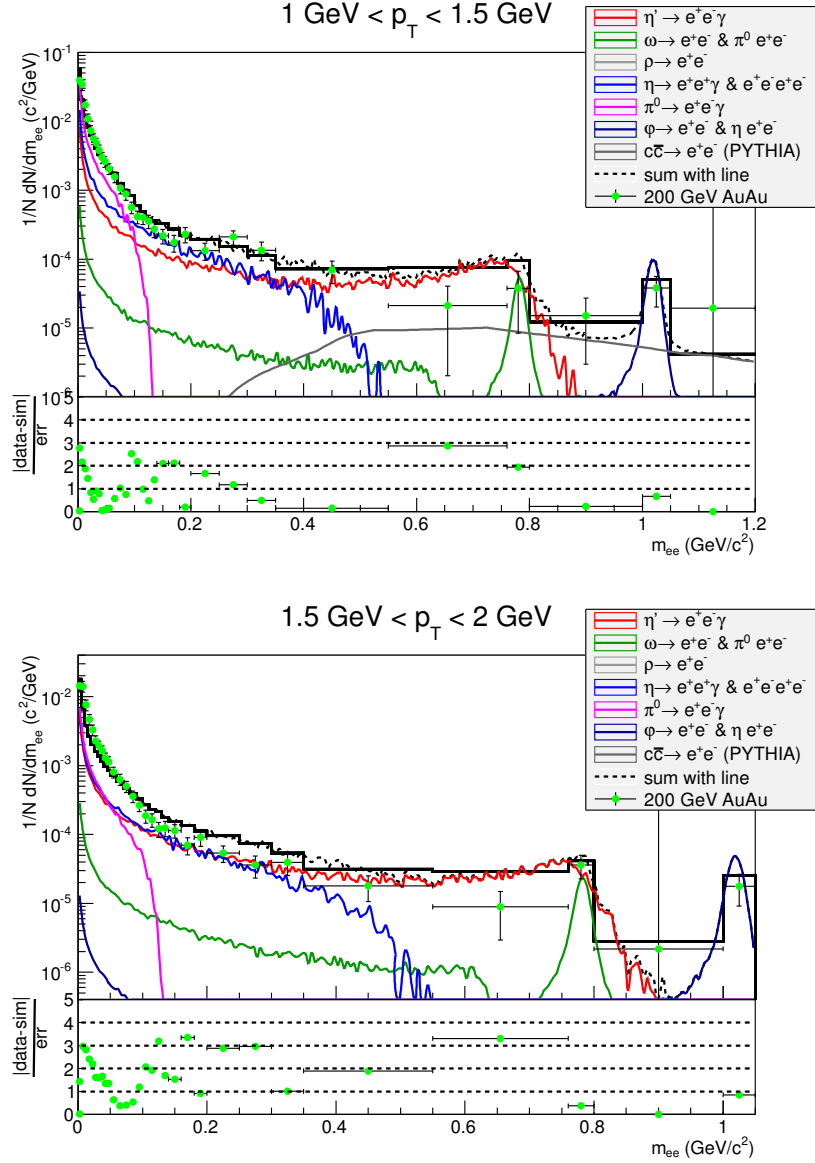 1 GeV < p_T < 1.5 GeV
η' → e⁺e⁻γ
ω→ e⁺e⁻ & π⁰ e⁺e⁻
ρ→ e⁺e⁻
η→ e⁺e⁺γ & e⁺e⁻e⁺e⁻
π⁰→ e⁺e⁻γ
φ→ e⁺e⁻ & η e⁺e⁻
cc̅→ e⁺e⁻ (PYTHIA)
sum with line
200 GeV AuAu
1/N dN/dm_ee (c²/GeV)
10⁻¹
10⁻²
10⁻³
10⁻⁴
10⁻⁵
10⁻⁶
|data-sim|
err
5
4
3
2
1
0
0 0.2 0.4 0.6 0.8 1 1.2
m_ee (GeV/c²)
1.5 GeV < p_T < 2 GeV
η' → e⁺e⁻γ
ω→ e⁺e⁻ & π⁰ e⁺e⁻
ρ→ e⁺e⁻
η→ e⁺e⁺γ & e⁺e⁻e⁺e⁻
π⁰→ e⁺e⁻γ
φ→ e⁺e⁻ & η e⁺e⁻
cc̅→ e⁺e⁻ (PYTHIA)
sum with line
200 GeV AuAu
1/N dN/dm_ee (c²/GeV)
10⁻²
10⁻³
10⁻⁴
10⁻⁵
10⁻⁶
|data-sim|
err
5
4
3
2
1
0
0 0.2 0.4 0.6 0.8 1
m_ee (GeV/c²)